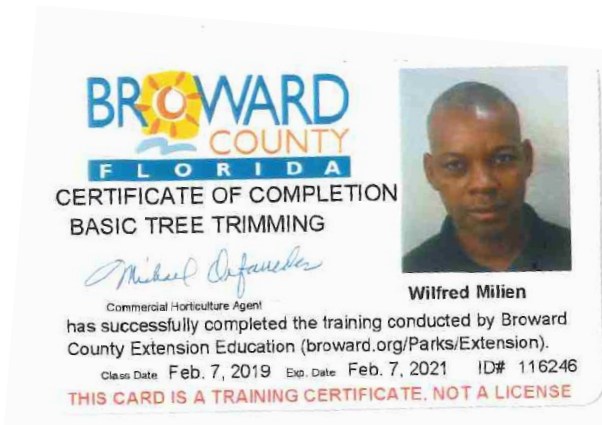 BROWARD
COUNTY
FLORIDA
CERTIFICATE OF COMPLETION
BASIC TREE TRIMMING
Michael Orfanedes
Commercial Horticulture Agent
Wilfred Milien
has successfully completed the training conducted by Broward
County Extension Education (broward.org/Parks/Extension).
Class Date Feb. 7, 2019 Exp. Date Feb. 7, 2021 ID# 116246
THIS CARD IS A TRAINING CERTIFICATE, NOT A LICENSE